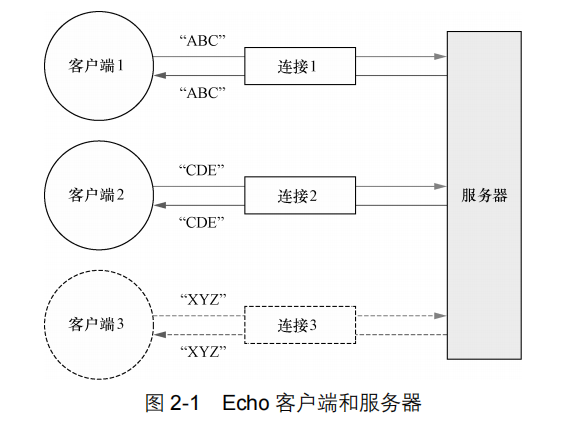 “ABC”
客户端1
连接1
“ABC”
“CDE”
客户端2
连接2
服务器
“CDE”
“XYZ”
客户端3
连接3
“XYZ”
图 2-1 Echo 客户端和服务器